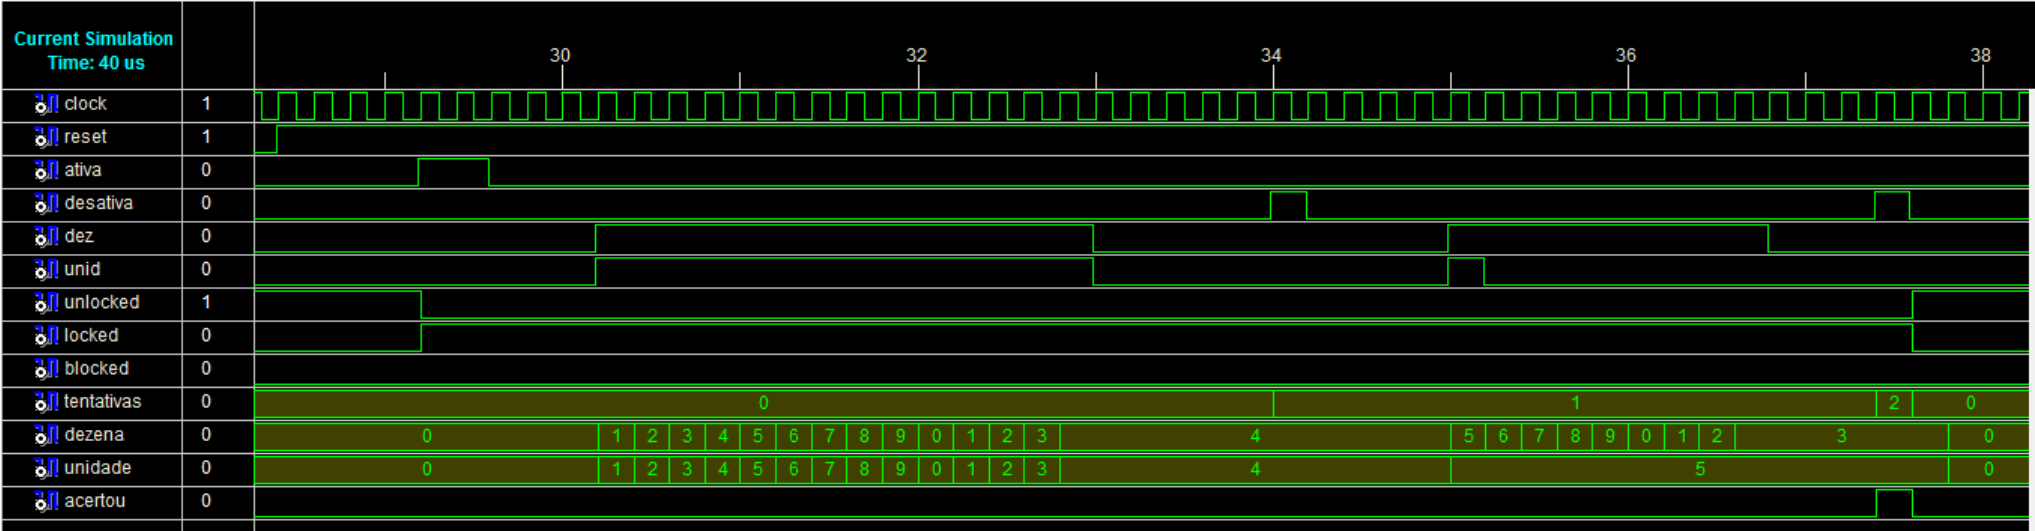 Current Simulation
Time: 40 us
30 32 34 36 38
clock 1
reset 1
ativa 0
desativa 0
dez 0
unid 0
unlocked 1
locked 0
blocked 0
tentativas 0 0 1 2 0
dezena 0 0 1 2 3 4 5 6 7 8 9 0 1 2 3 4 5 6 7 8 9 0 1 2 3 0
unidade 0 0 1 2 3 4 5 6 7 8 9 0 1 2 3 4 5 0
acertou 0